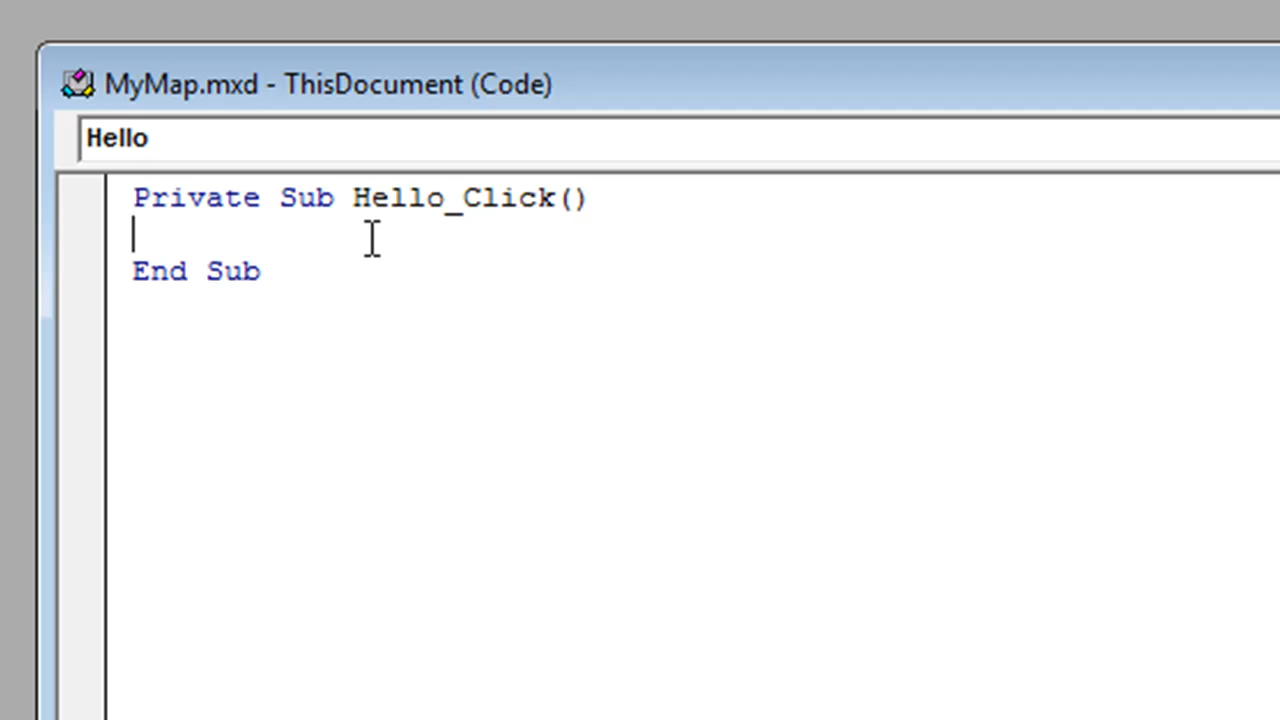 MyMap.mxd - ThisDocument (Code)
Hello
Private Sub Hello_Click()
End Sub